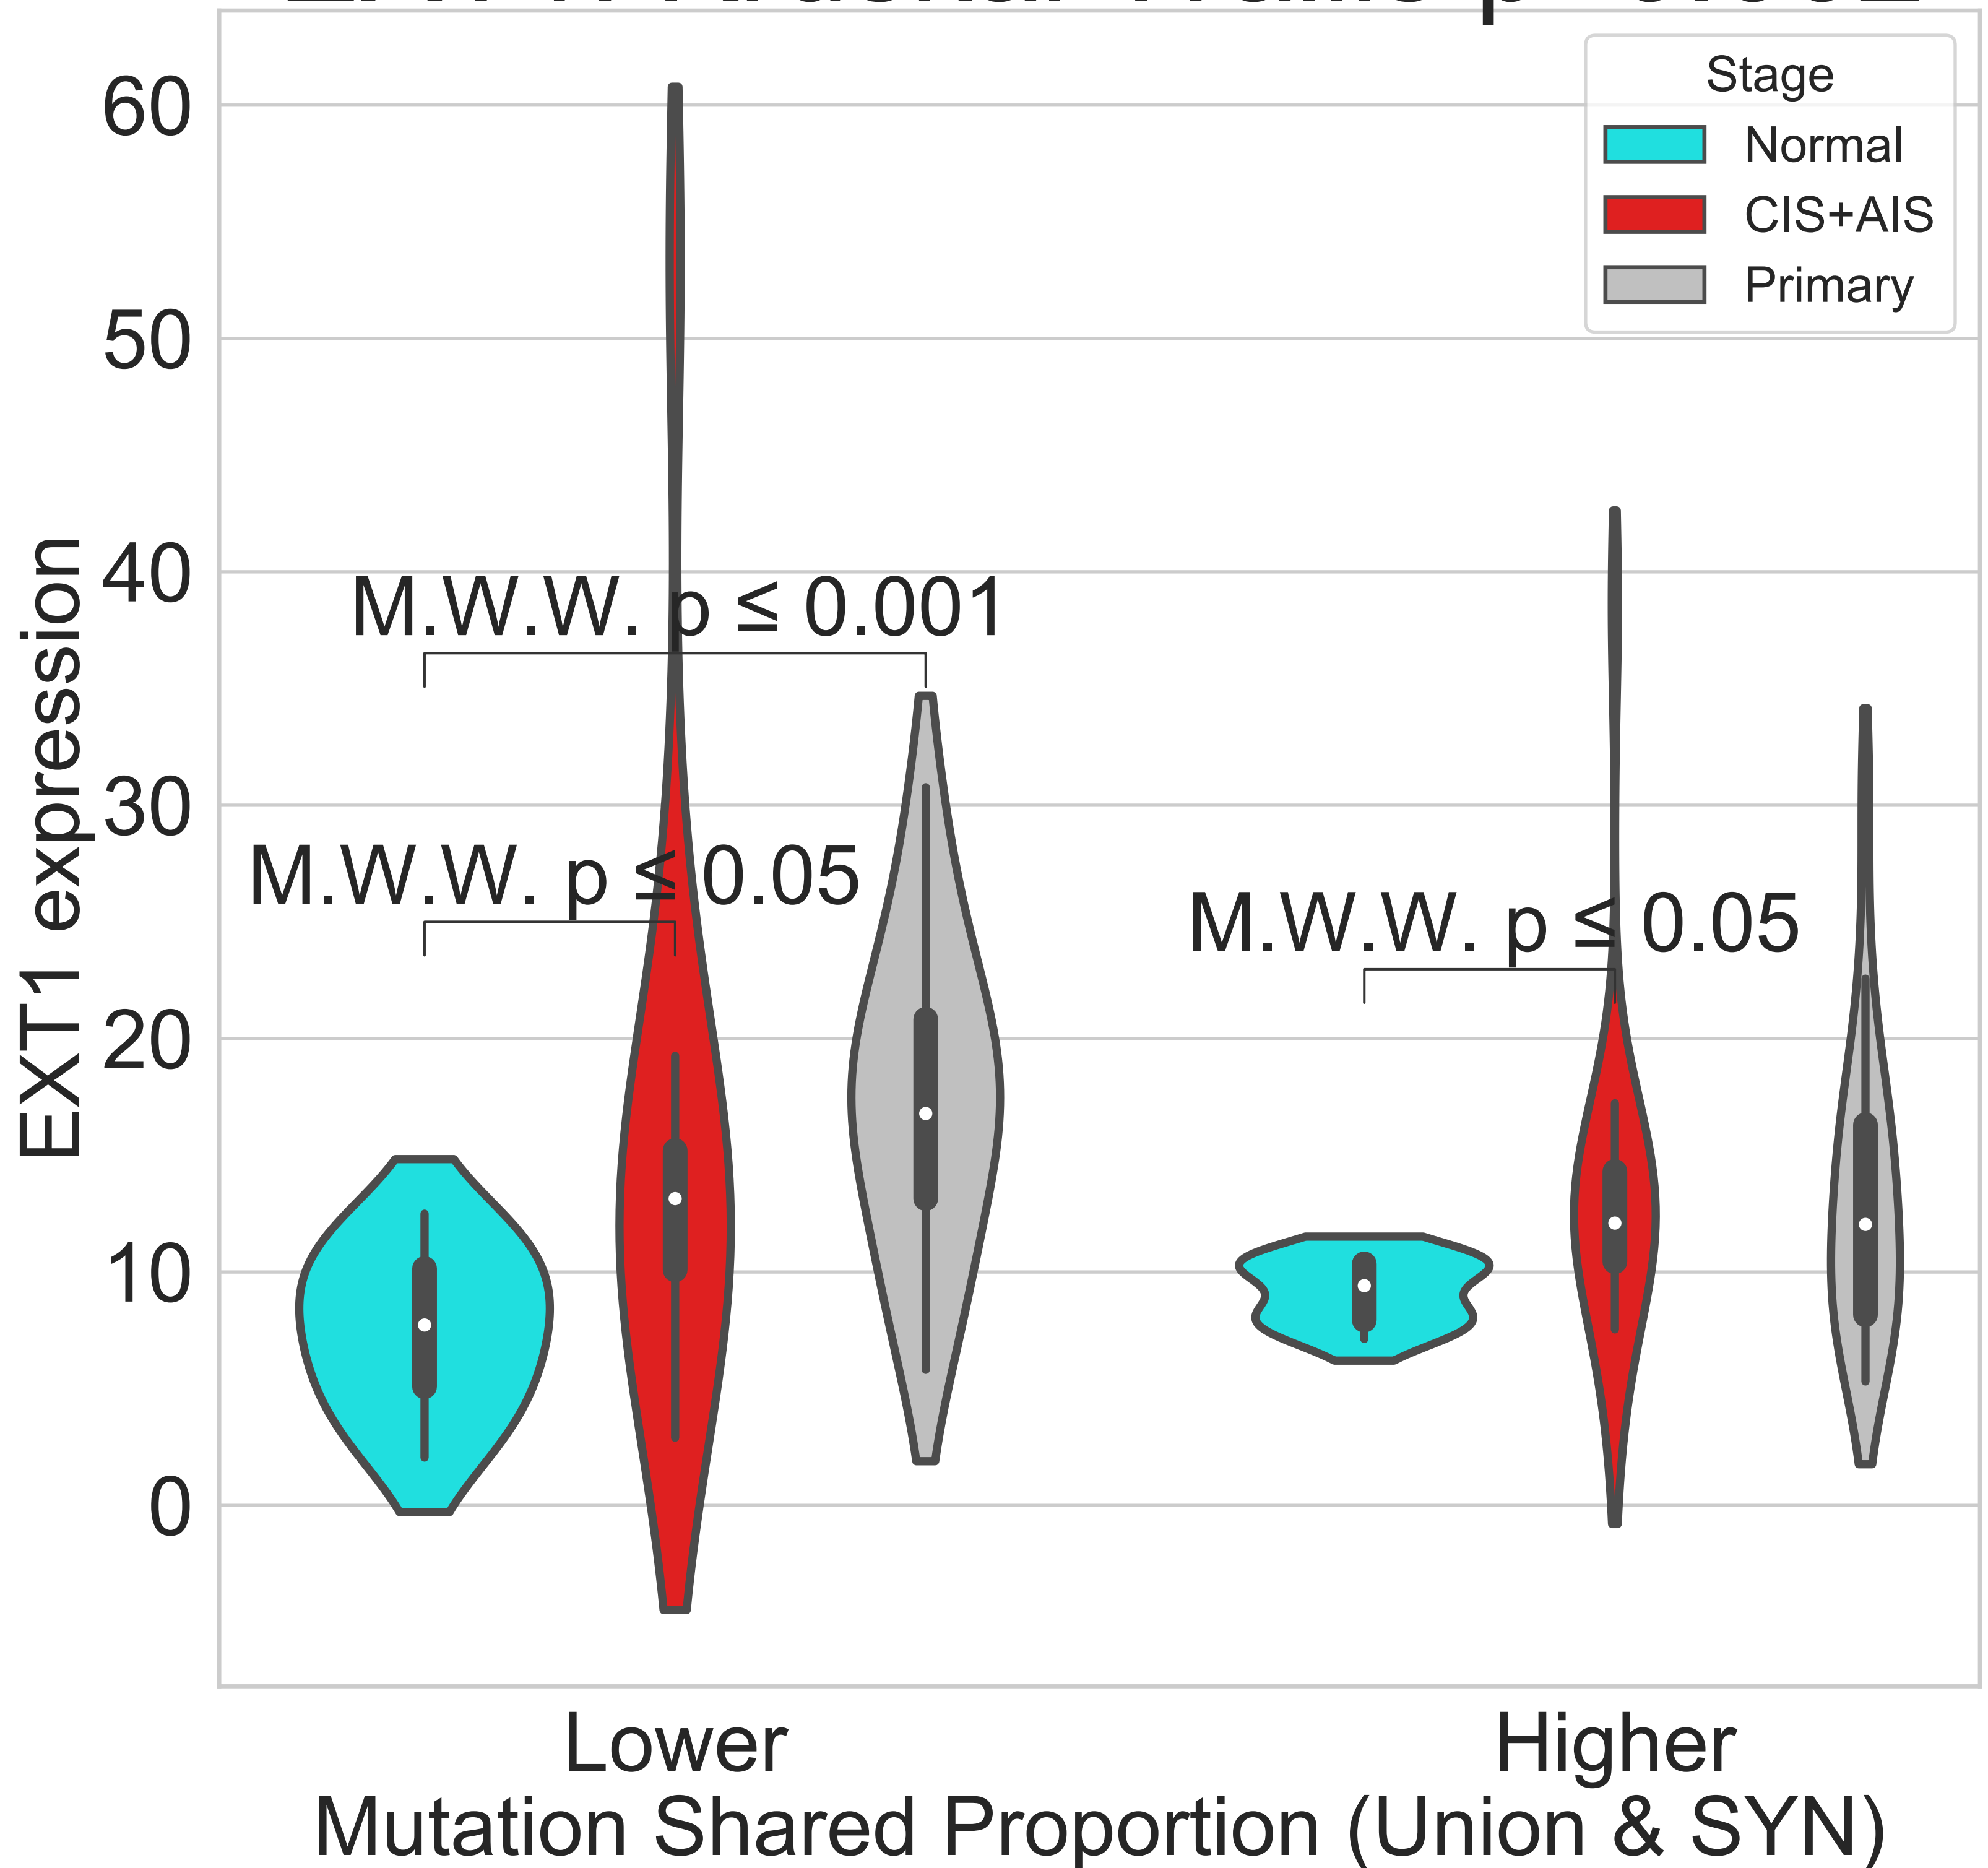 Stage
Normal
CIS+AIS
Primary
60
50
40
30
20
10
0
EXT1 expression
M.W.W. p ≤ 0.001
M.W.W. p ≤ 0.05
M.W.W. p ≤ 0.05
Lower
Higher
Mutation Shared Proportion (Union & SYN)